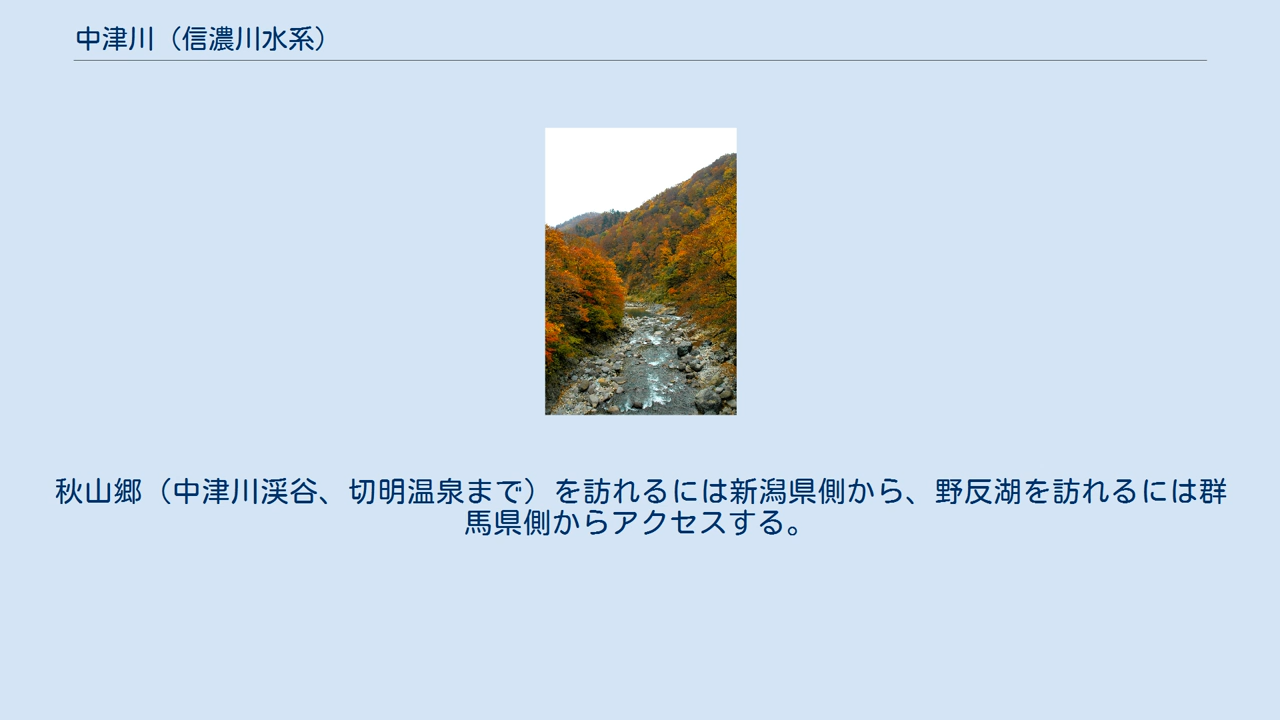 中津川（信濃川水系）
秋山郷（中津川渓谷、切明温泉まで）を訪れるには新潟県側から、野反湖を訪れるには群
馬県側からアクセスする。